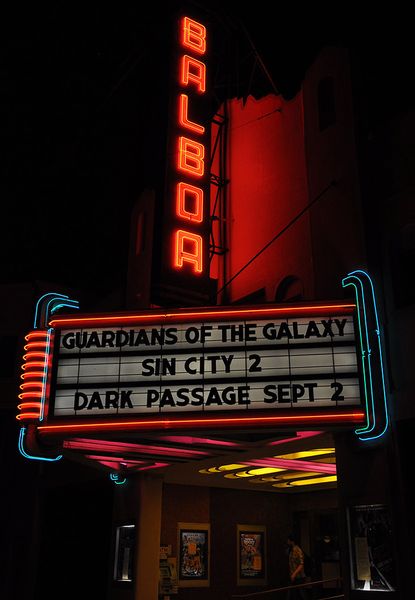 BALBOA
GUARDIANS OF THE GALAXY
SIN CITY 2
DARK PASSAGE SEPT 2